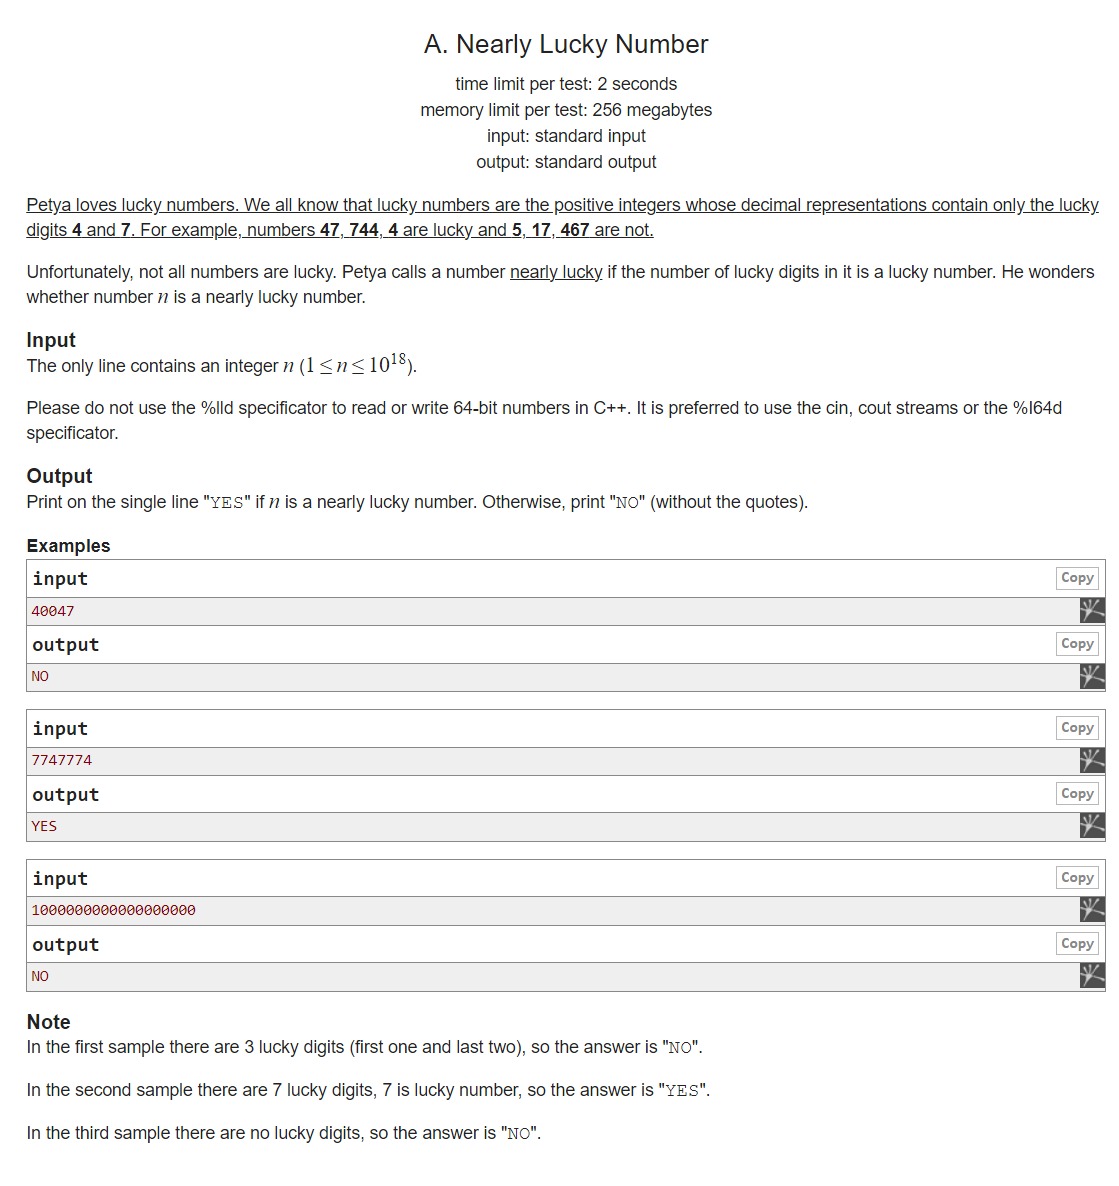 A. Nearly Lucky Number
time limit per test: 2 seconds
memory limit per test: 256 megabytes
input: standard input
output: standard output
Petya loves lucky numbers. We all know that lucky numbers are the positive integers whose decimal representations contain only the lucky
digits 4 and 7. For example, numbers 47, 744, 4 are lucky and 5, 17, 467 are not.
Unfortunately, not all numbers are lucky. Petya calls a number nearly lucky if the number of lucky digits in it is a lucky number. He wonders
whether number n is a nearly lucky number.
Input
The only line contains an integer n (1 ≤ n ≤ 10¹⁸).
Please do not use the %lld specificator to read or write 64-bit numbers in С++. It is preferred to use the cin, cout streams or the %I64d
specificator.
Output
Print on the single line "YES" if n is a nearly lucky number. Otherwise, print "NO" (without the quotes).
Examples
input Copy
40047
output Copy
NO
input Copy
7747774
output Copy
YES
input Copy
1000000000000000000
output Copy
NO
Note
In the first sample there are 3 lucky digits (first one and last two), so the answer is "NO".
In the second sample there are 7 lucky digits, 7 is lucky number, so the answer is "YES".
In the third sample there are no lucky digits, so the answer is "NO".